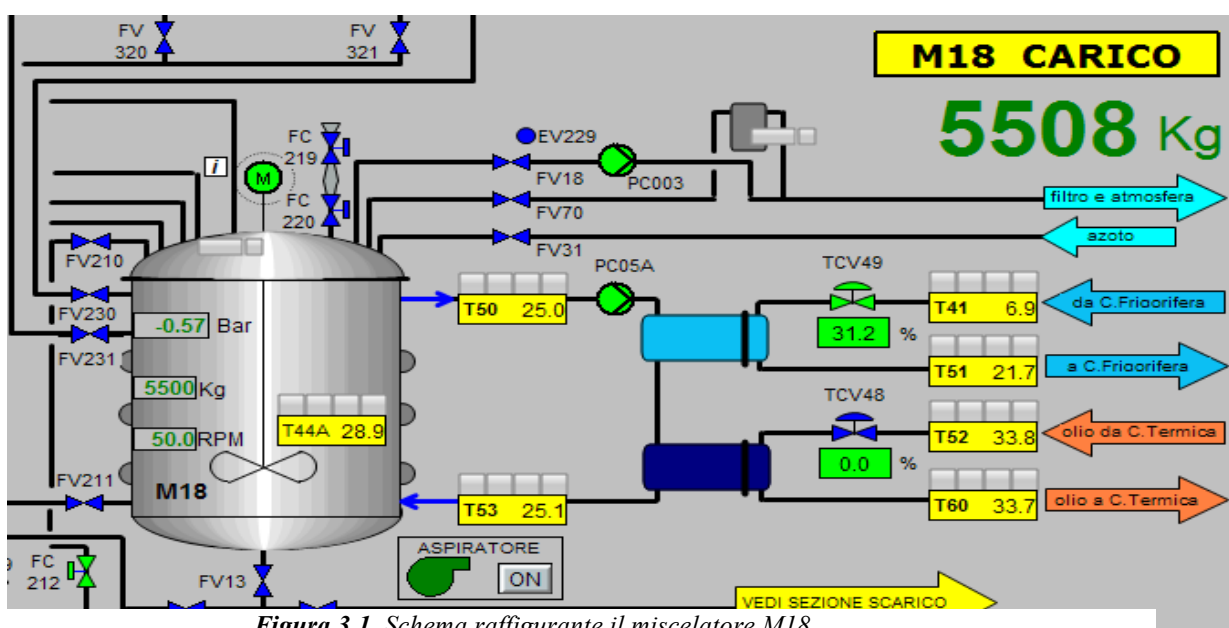 FV
320
FV
321
M18 CARICO
5508 Kg
FC
219
EV229
i
M
FV18
PC003
FC
220
FV70
filtro e atmosfera
FV210
FV31
azoto
PC05A
TCV49
T50 25.0
T41 6.9
da C.Frigorifera
FV230
-0.57 Bar
31.2 %
FV231
T51 21.7
a C.Frigorifera
5500 Kg
TCV48
50.0 RPM
T44A 28.9
T52 33.8
olio da C.Termica
0.0 %
FV211
M18
T53 25.1
T60 33.7
olio a C.Termica
ASPIRATORE
ON
FC
212
FV13
VEDI SEZIONE SCARICO
Figura 3.1. Schema raffigurante il miscelatore M18